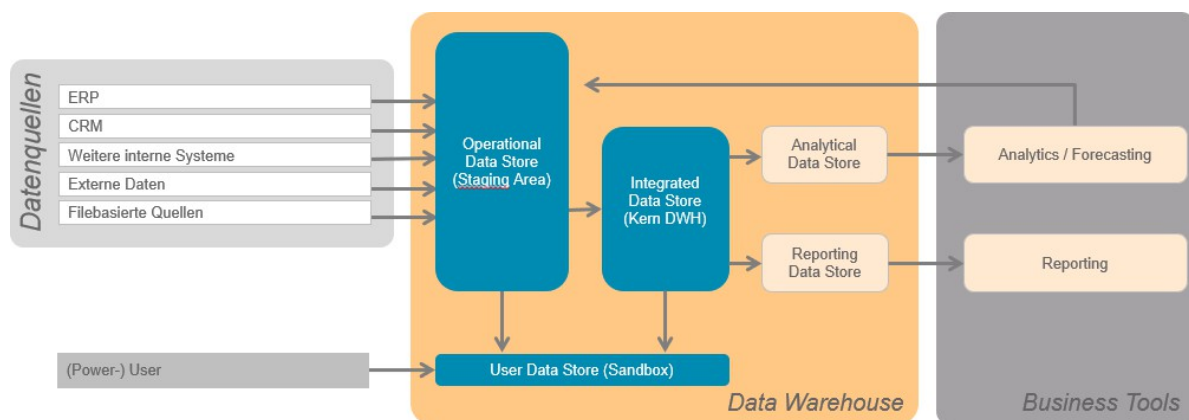 Datenquellen
ERP
CRM
Weitere interne Systeme
Externe Daten
Filebasierte Quellen
(Power-) User
Operational
Data Store
(Staging Area)
Integrated
Data Store
(Kern DWH)
Analytical
Data Store
Reporting
Data Store
User Data Store (Sandbox)
Data Warehouse
Analytics / Forecasting
Reporting
Business Tools